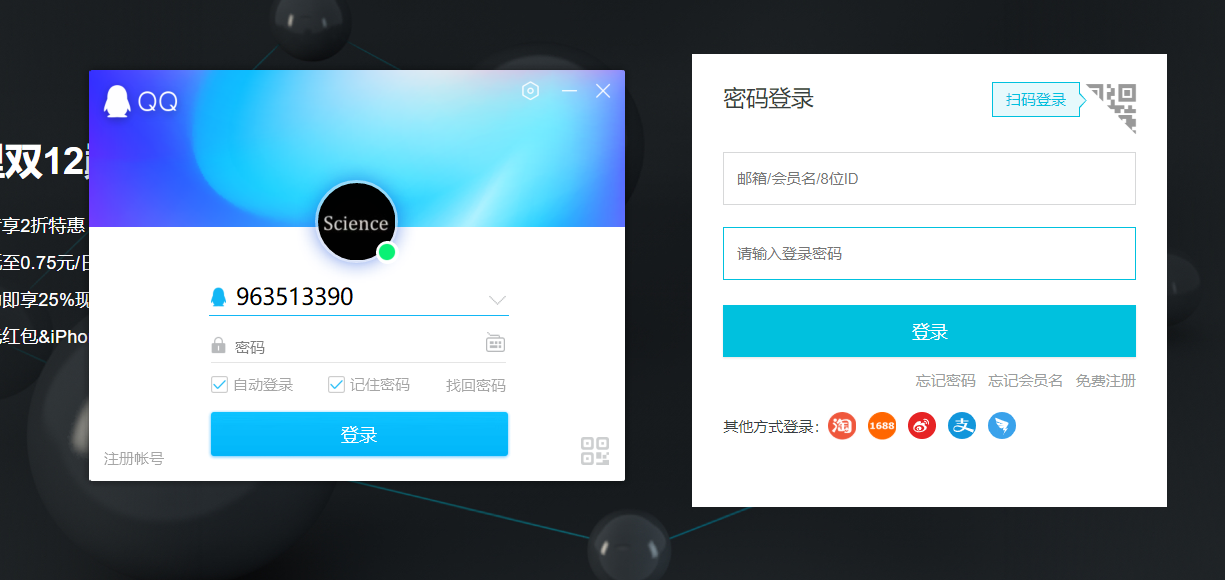 QQ
Science
963513390
密码
自动登录
记住密码
找回密码
登录
注册帐号
双12
享2折特惠
至0.75元/日
即享25%现
红包&iPho
密码登录
扫码登录
邮箱/会员名/8位ID
请输入登录密码
登录
忘记密码 忘记会员名 免费注册
其他方式登录：
淘
1688
支